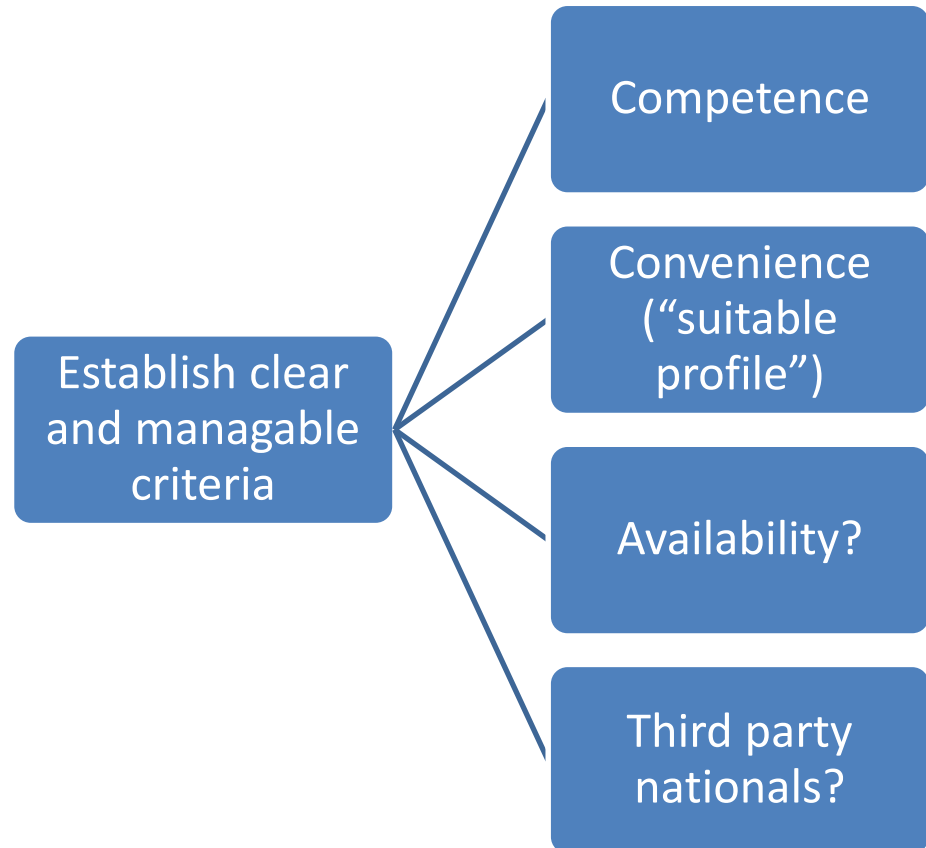 Establish clear
and managable
criteria
Competence
Convenience
(“suitable
profile”)
Availability?
Third party
nationals?